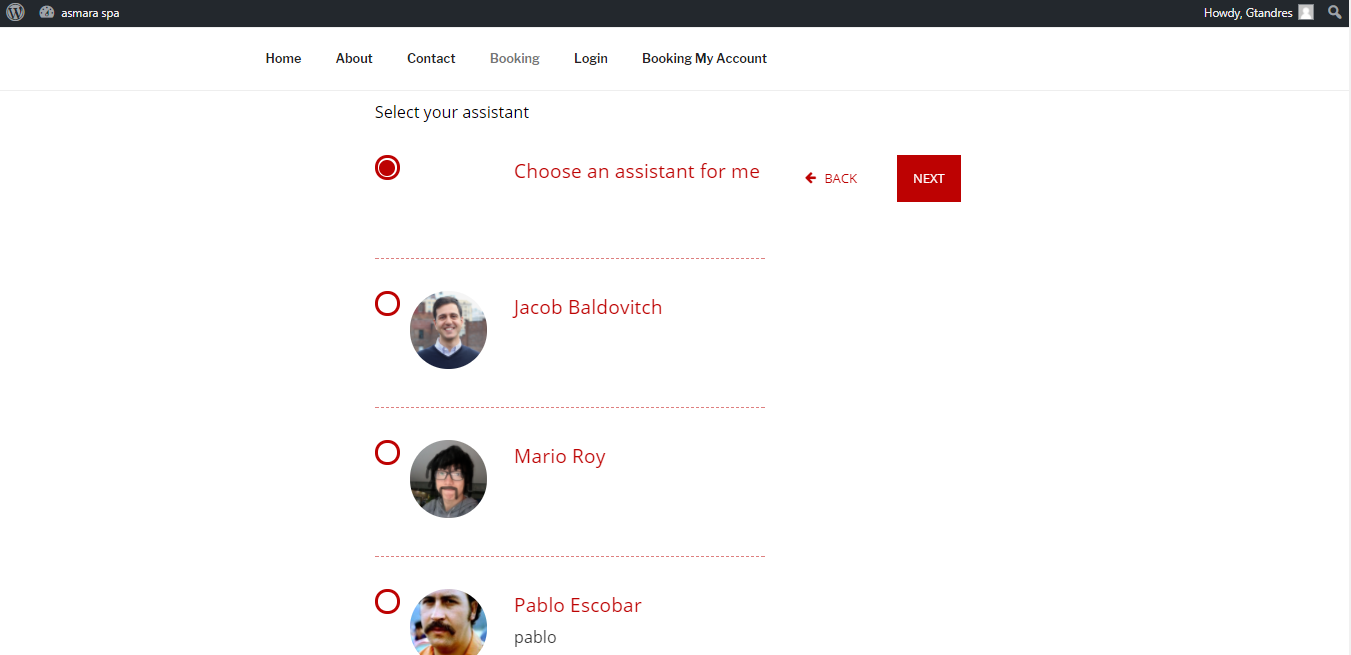 asmara spa
Howdy, Gtandres
Home About Contact Booking Login Booking My Account
Select your assistant
Choose an assistant for me
BACK
NEXT
Jacob Baldovitch
Mario Roy
Pablo Escobar
pablo